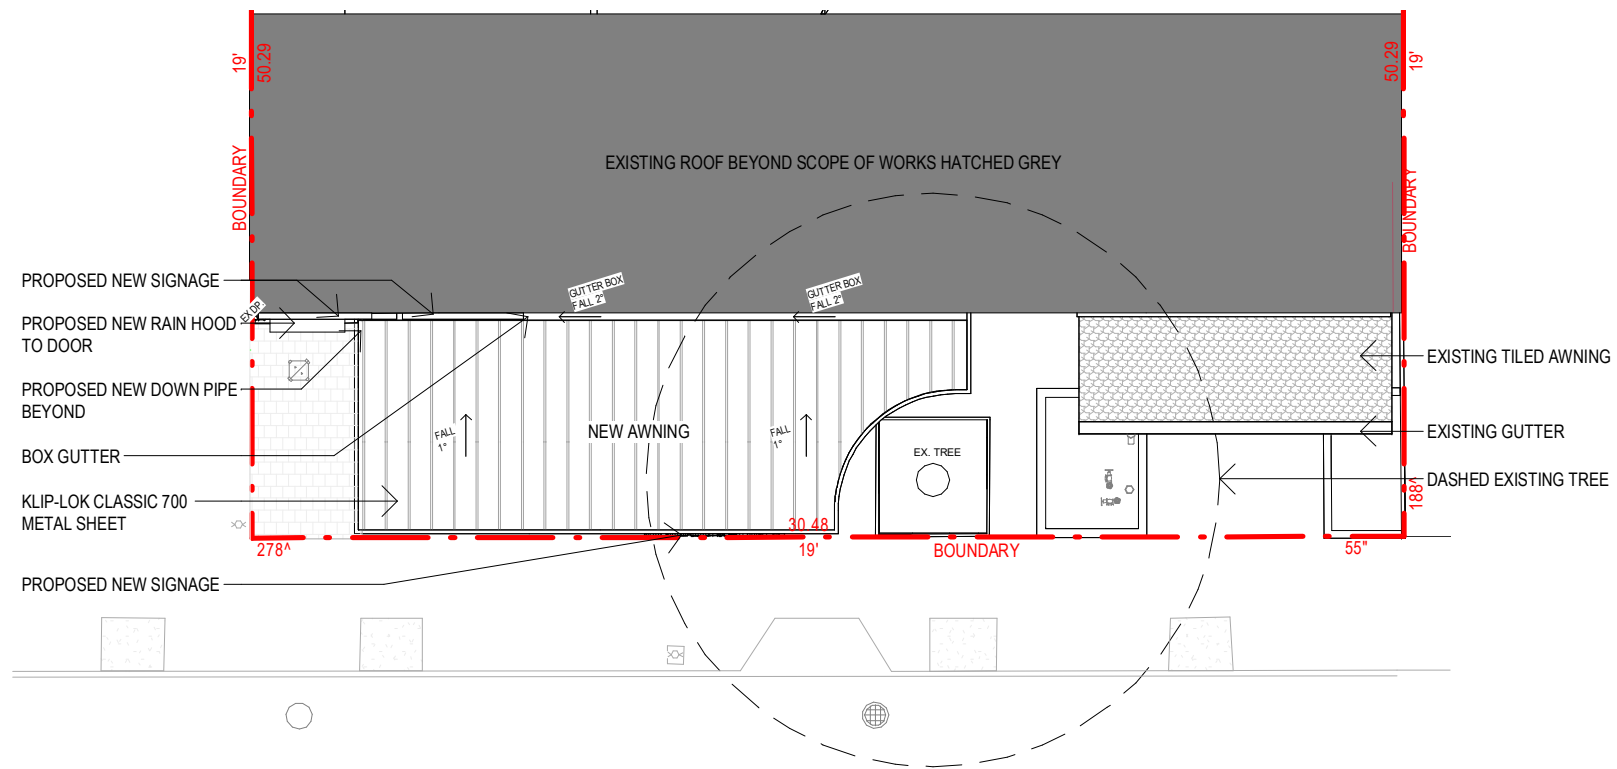 19'
50.29
50.29
19'
BOUNDARY
EXISTING ROOF BEYOND SCOPE OF WORKS HATCHED GREY
BOUNDARY
PROPOSED NEW SIGNAGE
GUTTER BOX
FALL 2°
GUTTER BOX
FALL 2°
EX DP.
PROPOSED NEW RAIN HOOD
TO DOOR
EXISTING TILED AWNING
PROPOSED NEW DOWN PIPE
BEYOND
FALL
1°
NEW AWNING
FALL
1°
EXISTING GUTTER
BOX GUTTER
EX. TREE
DASHED EXISTING TREE
KLIP-LOK CLASSIC 700
METAL SHEET
188^
30.48
278^
19'
BOUNDARY
55"
PROPOSED NEW SIGNAGE